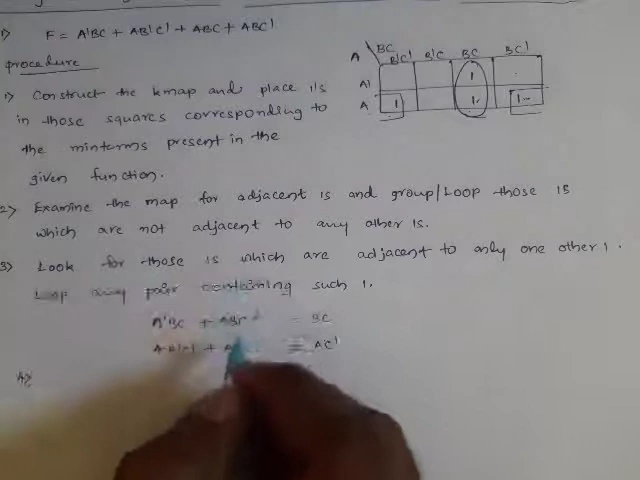 1) F = A'BC + AB'C' + ABC + ABC'
procedure
A \ BC B'C' B'C BC BC'
A' 1
A 1 1 1
1) Construct the kmap and place 1's
in those squares corresponding to
the minterms present in the
given function.
2) Examine the map for adjacent 1s and group/Loop those 1s
which are not adjacent to any other 1s.
3) Look for those 1s which are adjacent to only one other 1.
Loop any pair containing such 1.
A'BC + = BC
+ = AC'
4)